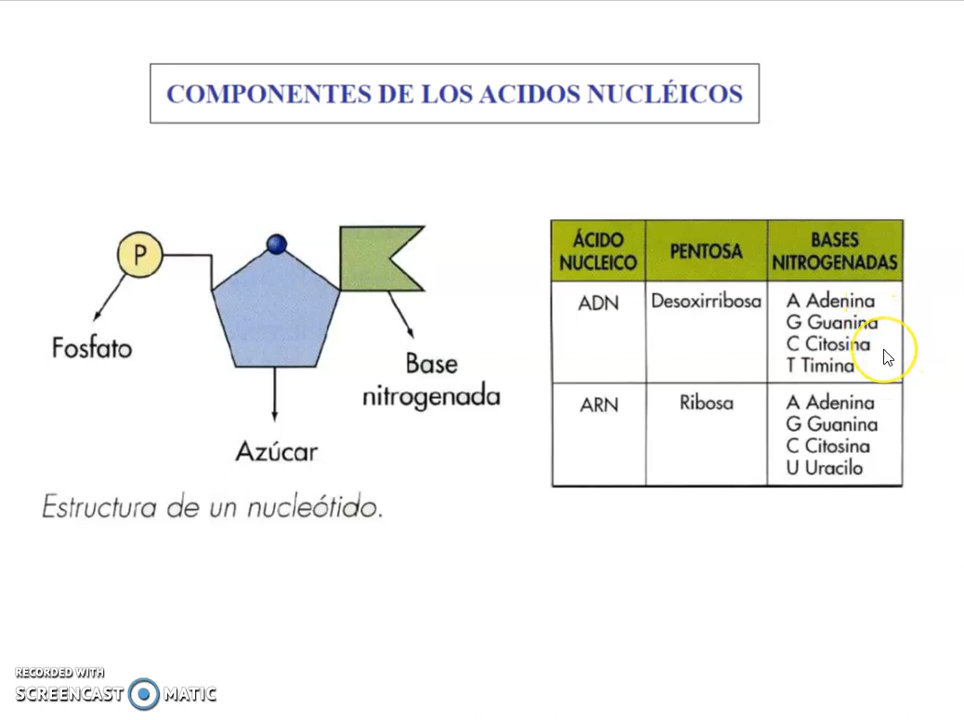 COMPONENTES DE LOS ACIDOS NUCLÉICOS
P
Fosfato
Azúcar
Base
nitrogenada
Estructura de un nucleótido.
ÁCIDO
NUCLEICO
PENTOSA
BASES
NITROGENADAS
ADN
Desoxirribosa
A Adenina
G Guanina
C Citosina
T Timina
ARN
Ribosa
A Adenina
G Guanina
C Citosina
U Uracilo
RECORDED WITH
SCREENCAST MATIC